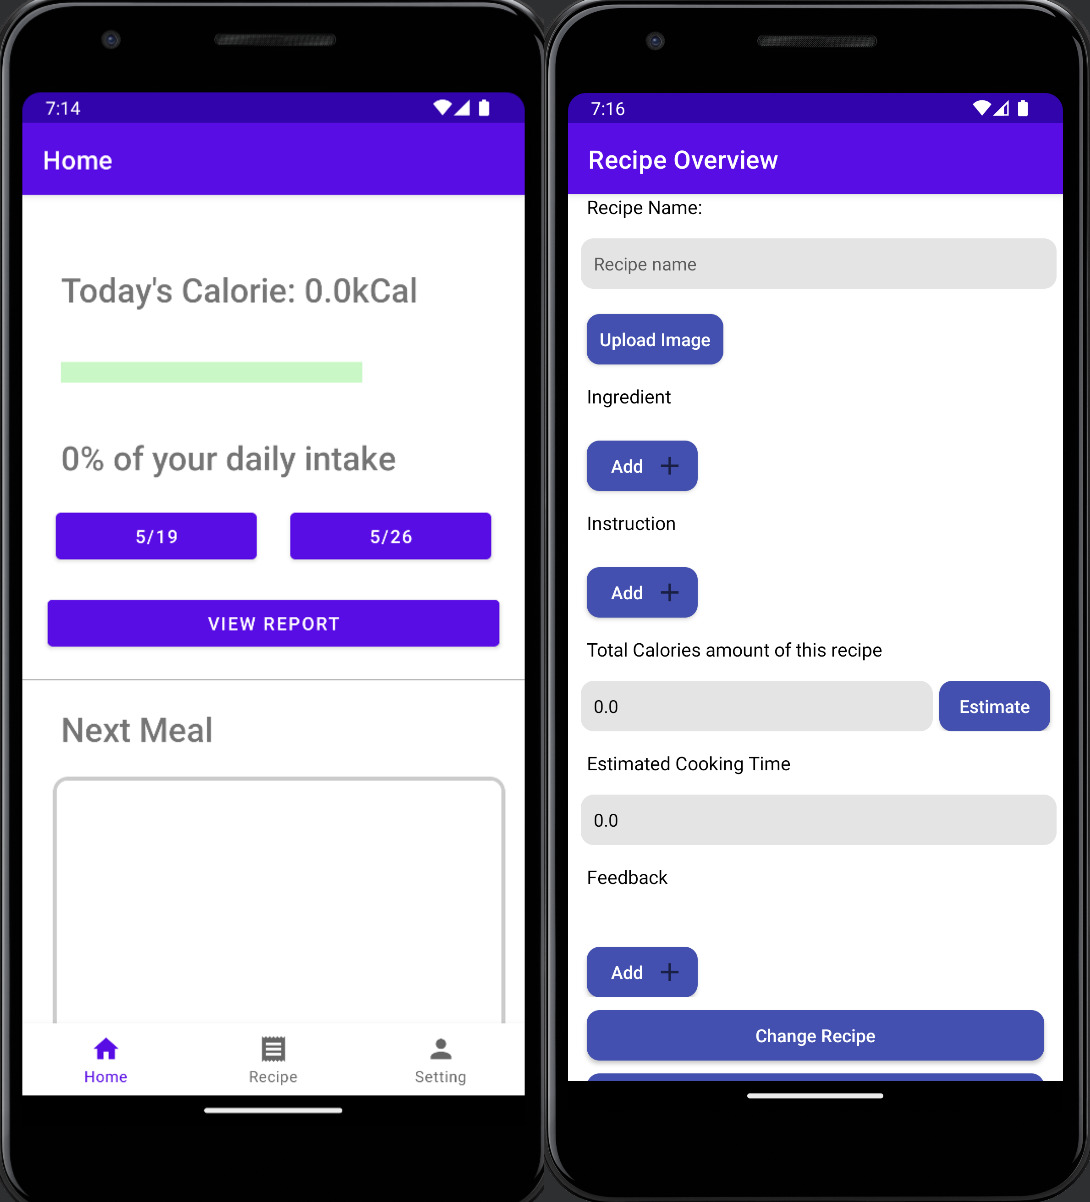 7:14
Home
Today's Calorie: 0.0kCal
0% of your daily intake
5/19
5/26
VIEW REPORT
Next Meal
Home
Recipe
Setting
7:16
Recipe Overview
Recipe Name:
Recipe name
Upload Image
Ingredient
Add +
Instruction
Add +
Total Calories amount of this recipe
0.0
Estimate
Estimated Cooking Time
0.0
Feedback
Add +
Change Recipe